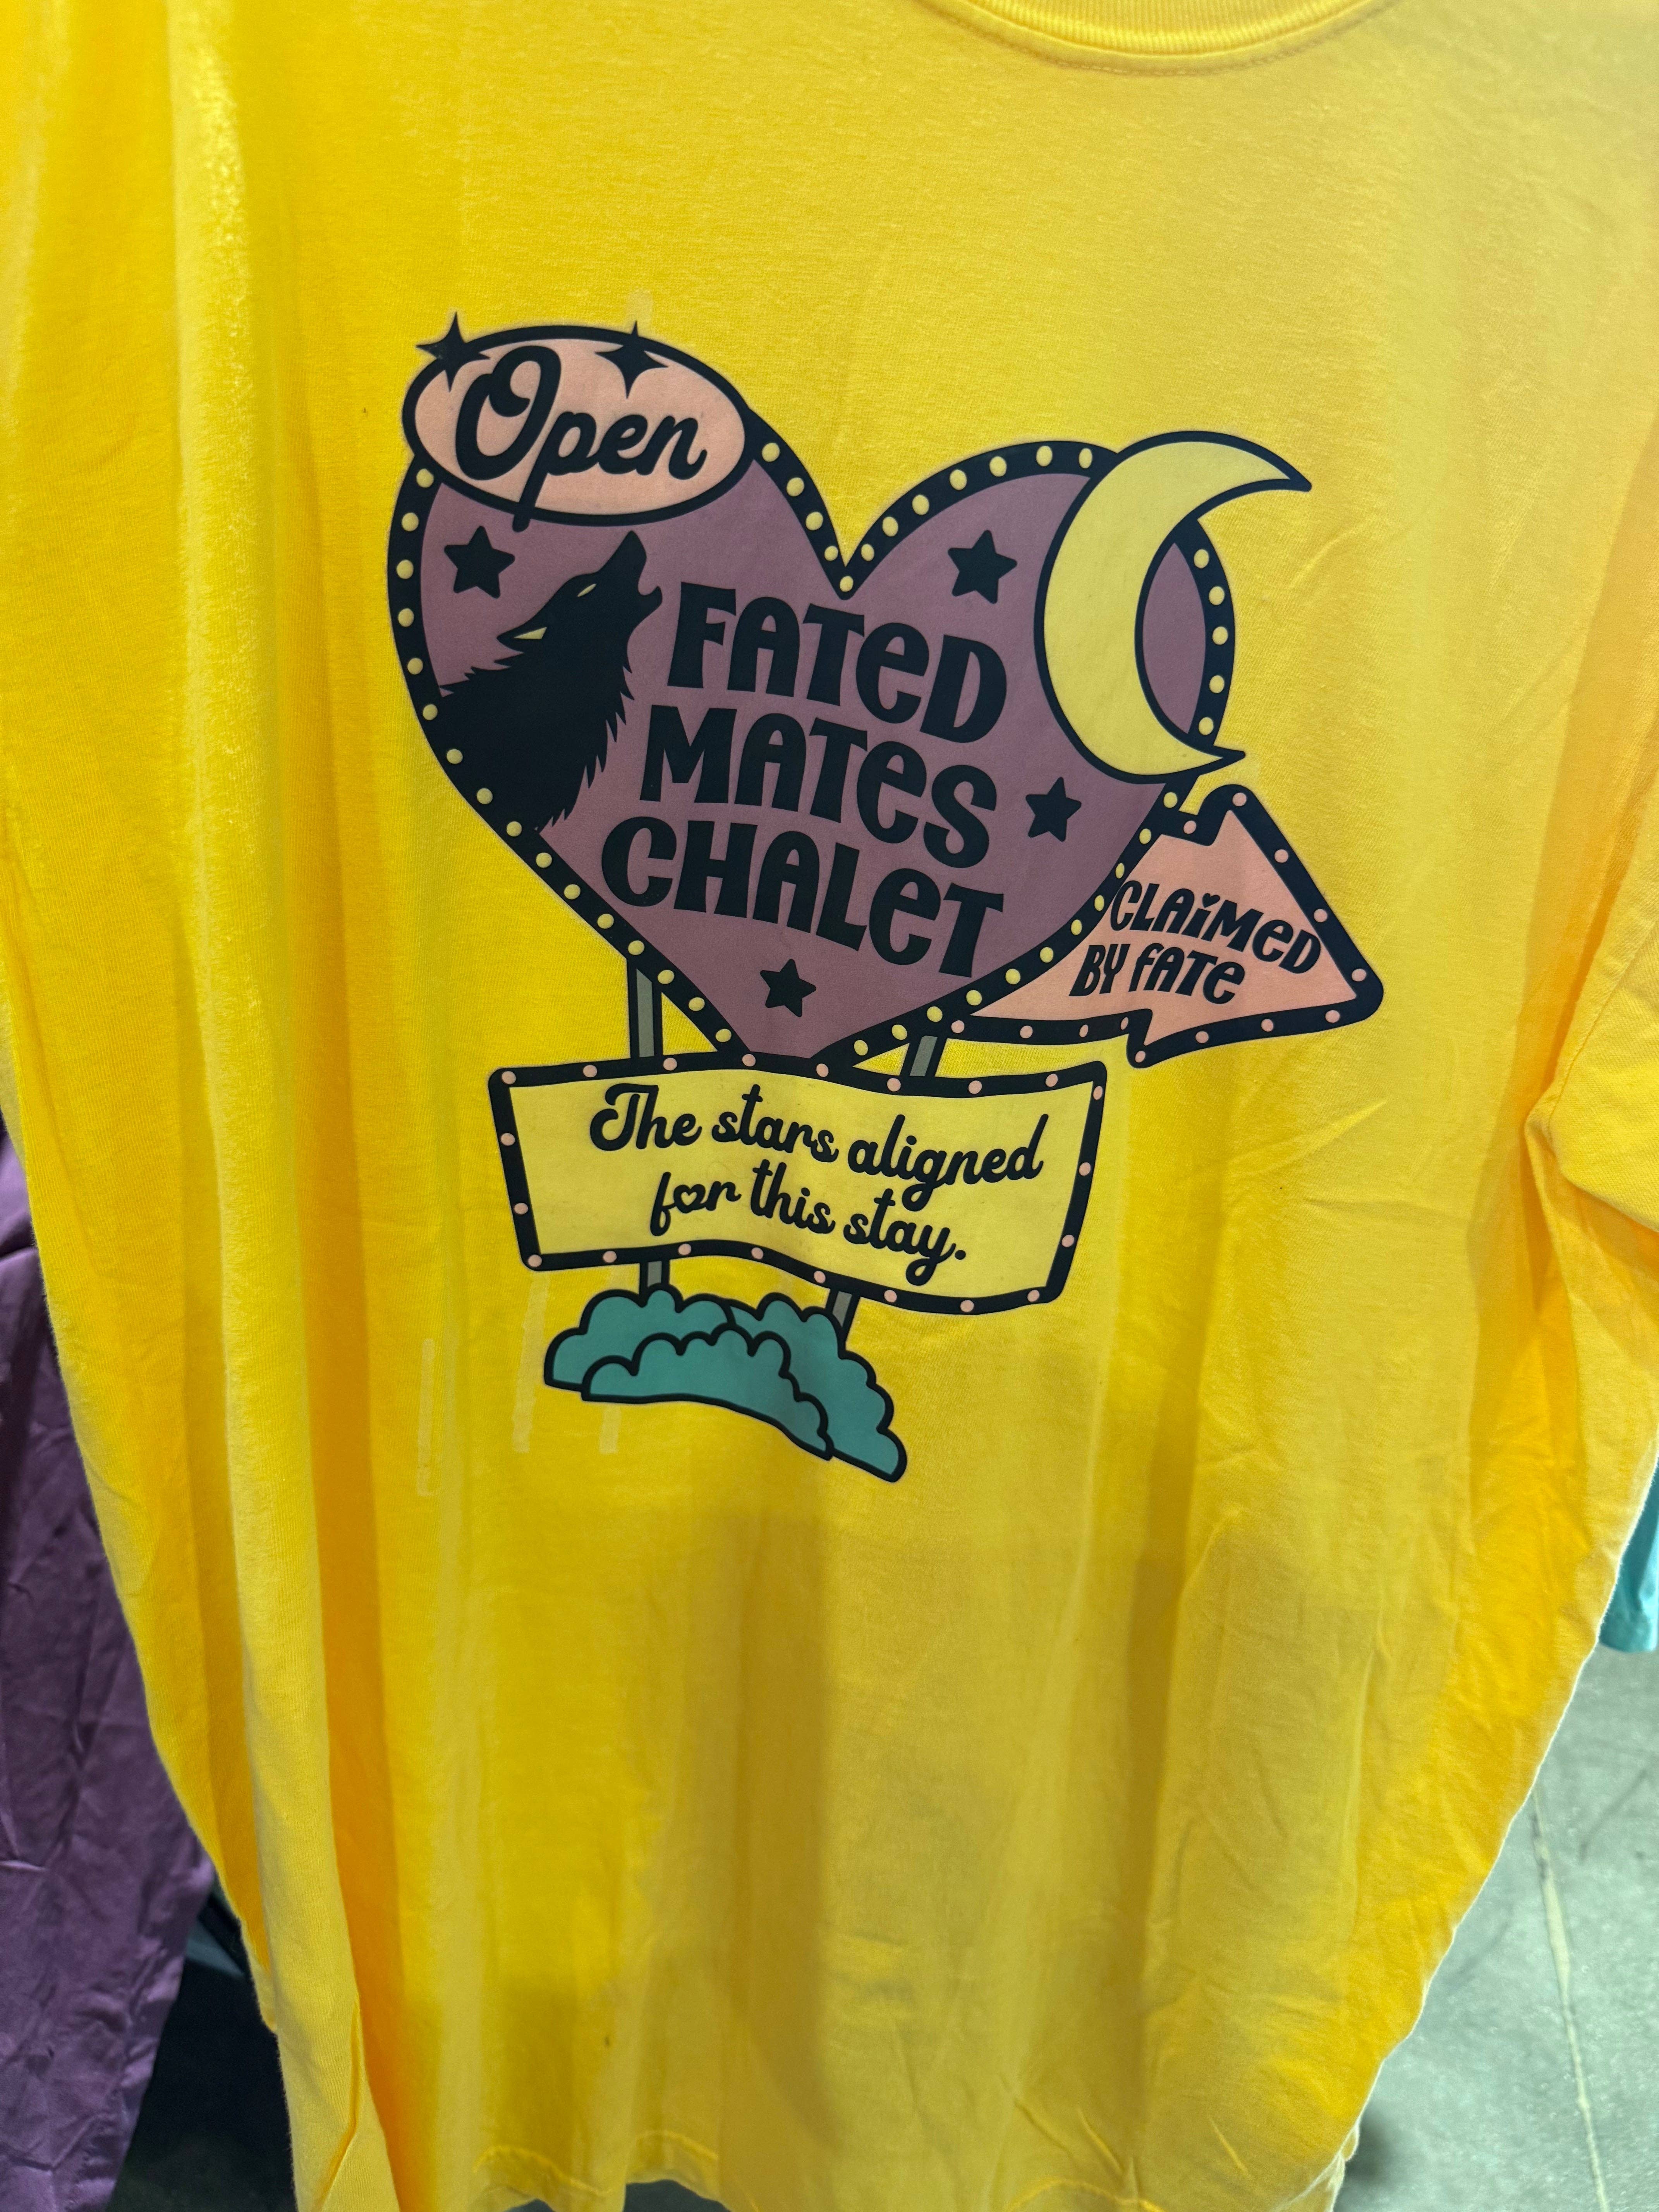 Open
FATED
MATES
CHALET
CLAIMED
BY FATE
The stars aligned
for this stay.